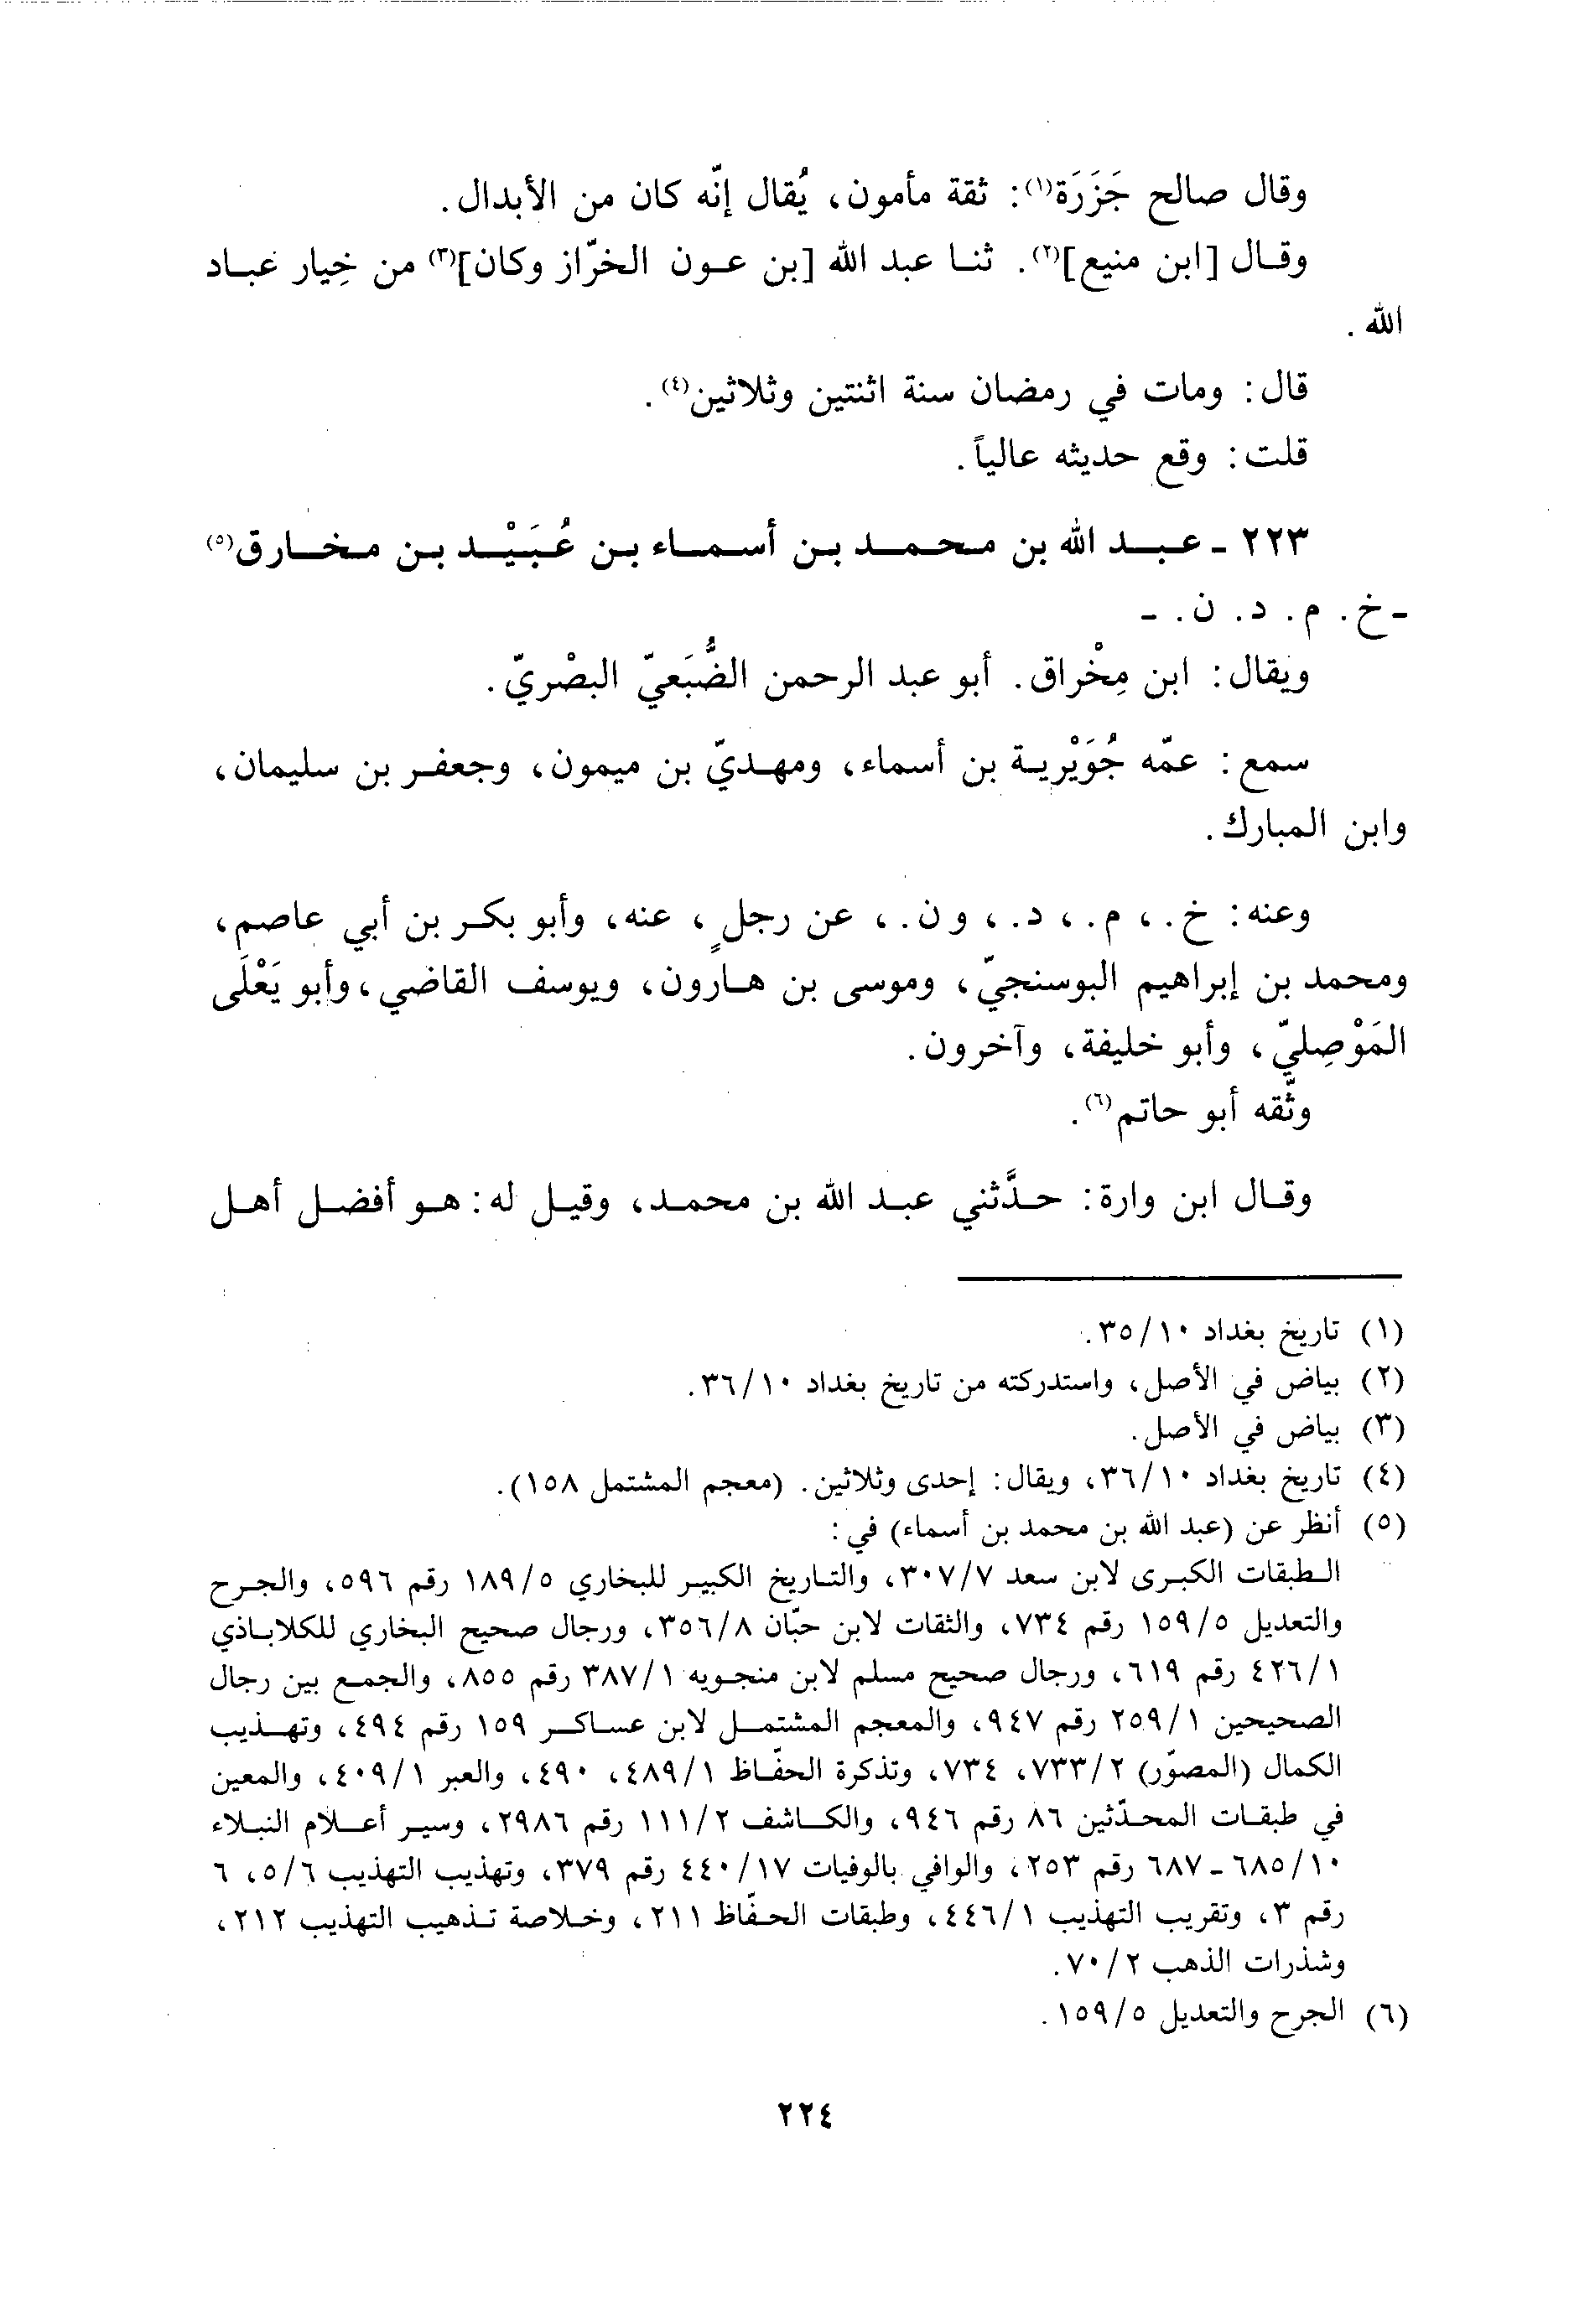 وقال صالح جَزَرَة(١): ثقة مأمون، يُقال إنّه كان من الأبدال.
وقال [ابن منيع](٢). ثنا عبد الله [بن عون الخرّاز وكان](٣) من خِيار عباد
الله.
قال: ومات في رمضان سنة اثنتين وثلاثين(٤).
قلت: وقع حديثه عالياً.
٢٢٣ - عبد الله بن محمد بن أسماء بن عُبَيْد بن مخارق(٥)
- خ. م. د. ن. -
ويقال: ابن مِخْراق. أبو عبد الرحمن الضُّبَعيّ البصْريّ.
سمع: عمّه جُوَيْرية بن أسماء، ومهديّ بن ميمون، وجعفر بن سليمان،
وابن المبارك.
وعنه: خ.، م.، د.، ون.، عن رجلٍ، عنه، وأبو بكر بن أبي عاصم،
ومحمد بن إبراهيم البوسنجيّ، وموسى بن هارون، ويوسف القاضي، وأبو يَعْلَى
المَوْصِليّ، وأبو خليفة، وآخرون.
وثّقه أبو حاتم(٦).
وقال ابن وارة: حدَّثني عبد الله بن محمد، وقيل له: هو أفضل أهل
(١) تاريخ بغداد ١٠/٣٥.
(٢) بياض في الأصل، واستدركته من تاريخ بغداد ١٠/٣٦.
(٣) بياض في الأصل.
(٤) تاريخ بغداد ١٠/٣٦، ويقال: إحدى وثلاثين. (معجم المشتمل ١٥٨).
(٥) أنظر عن (عبد الله بن محمد بن أسماء) في:
الطبقات الكبرى لابن سعد ٧/٣٠٧، والتاريخ الكبير للبخاري ٥/١٨٩ رقم ٥٩٦، والجرح
والتعديل ٥/١٥٩ رقم ٧٣٤، والثقات لابن حبّان ٨/٣٥٦، ورجال صحيح البخاري للكلاباذي
١/٤٢٦ رقم ٦١٩، ورجال صحيح مسلم لابن منجويه ١/٣٨٧ رقم ٨٥٥، والجمع بين رجال
الصحيحين ١/٢٥٩ رقم ٩٤٧، والمعجم المشتمل لابن عساكر ١٥٩ رقم ٤٩٤، وتهذيب
الكمال (المصوّر) ٢/٧٣٣، ٧٣٤، وتذكرة الحفّاظ ١/٤٨٩، ٤٩٠، والعبر ١/٤٠٩، والمعين
في طبقات المحدّثين ٨٦ رقم ٩٤٦، والكاشف ٢/١١١ رقم ٢٩٨٦، وسير أعلام النبلاء
١٠/٦٨٥ - ٦٨٧ رقم ٢٥٣، والوافي بالوفيات ١٧/٤٤٠ رقم ٣٧٩، وتهذيب التهذيب ٥/٦، ٦
رقم ٣، وتقريب التهذيب ١/٤٤٦، وطبقات الحفّاظ ٢١١، وخلاصة تذهيب التهذيب ٢١٢،
وشذرات الذهب ٢/٧٠.
(٦) الجرح والتعديل ٥/١٥٩.
٢٢٤